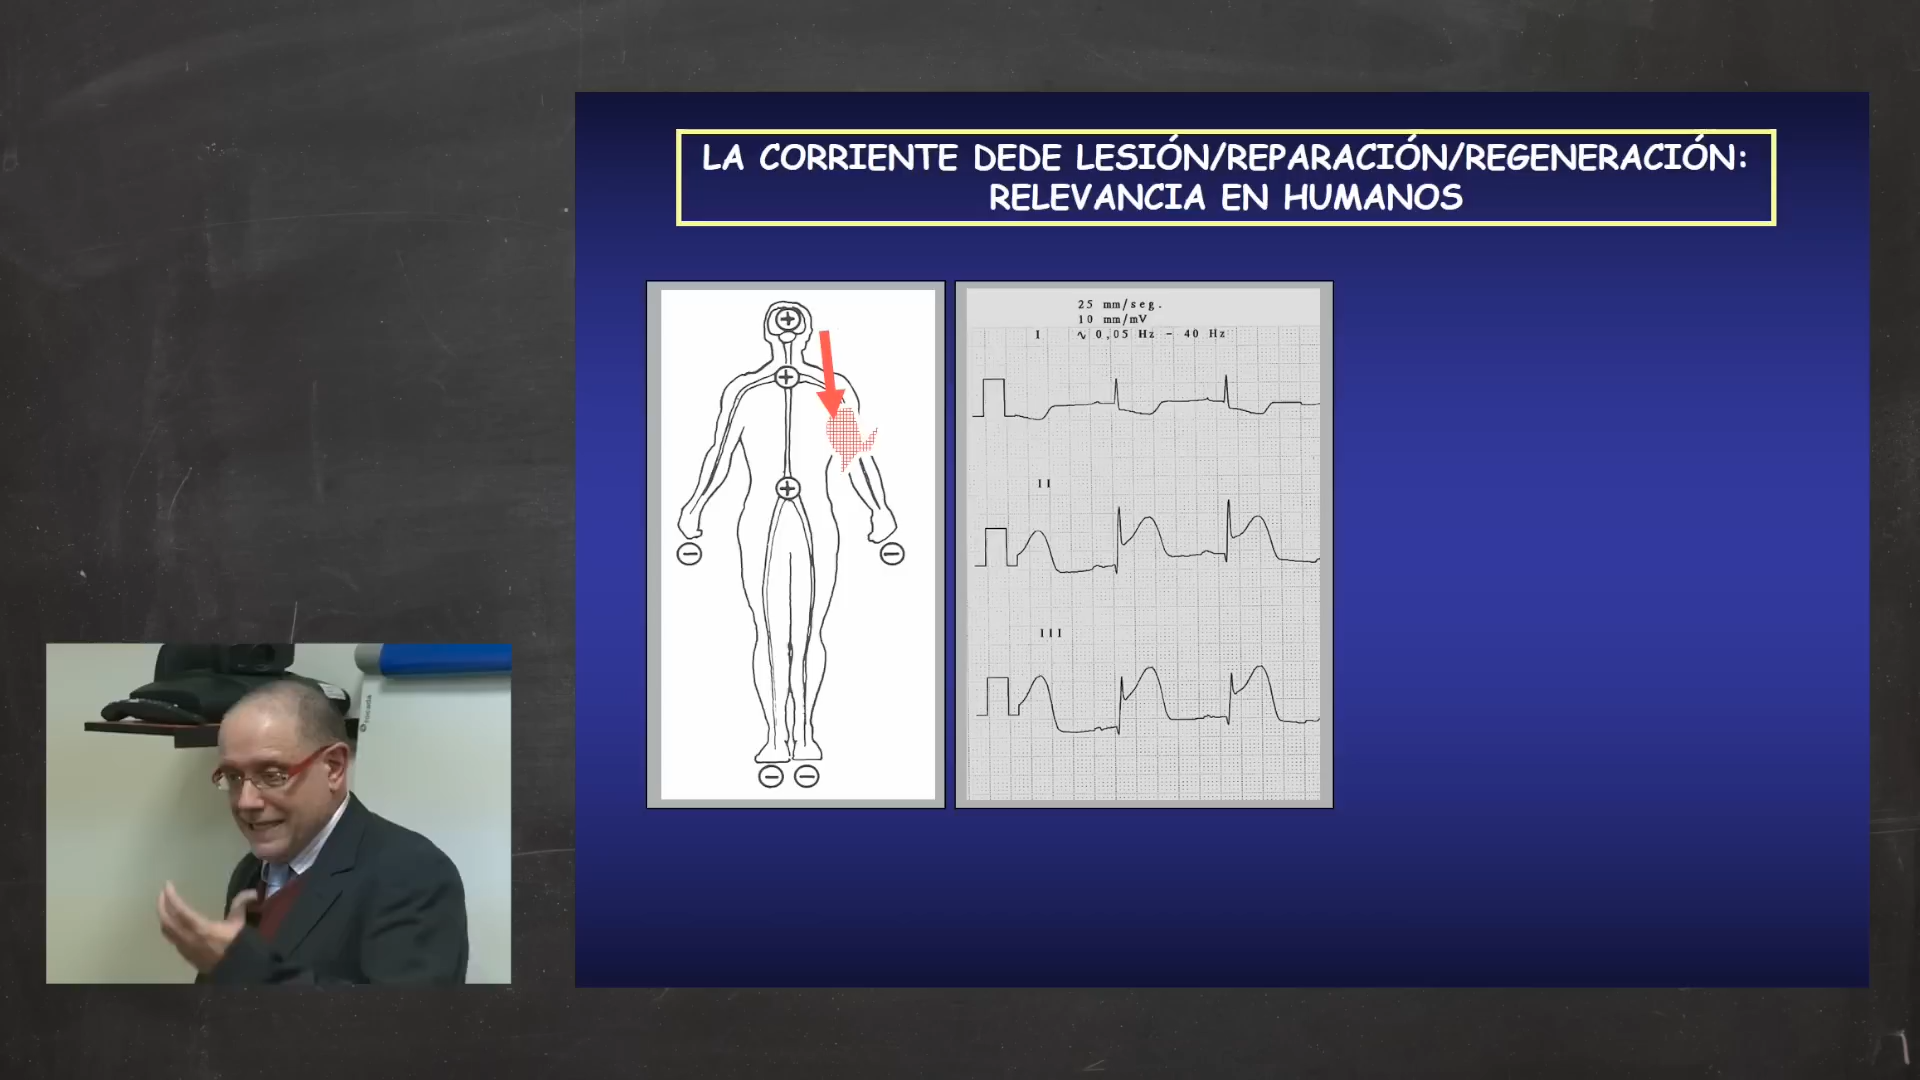 LA CORRIENTE DEDE LESIÓN/REPARACIÓN/REGENERACIÓN:
RELEVANCIA EN HUMANOS
25 mm/seg.
10 mm/mV
I ∿ 0,05 Hz - 40 Hz
II
III
rocada